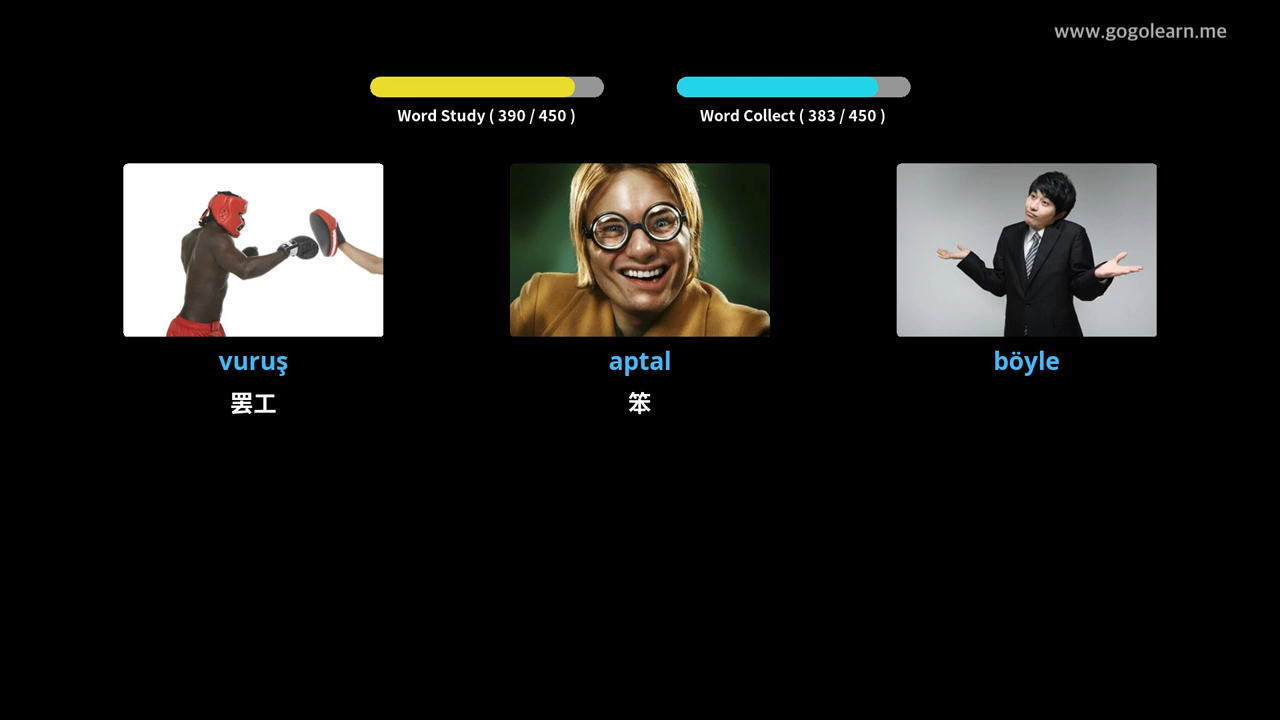 www.gogolearn.me
Word Study ( 390 / 450 )
Word Collect ( 383 / 450 )
vuruş
aptal
böyle
罢工
笨